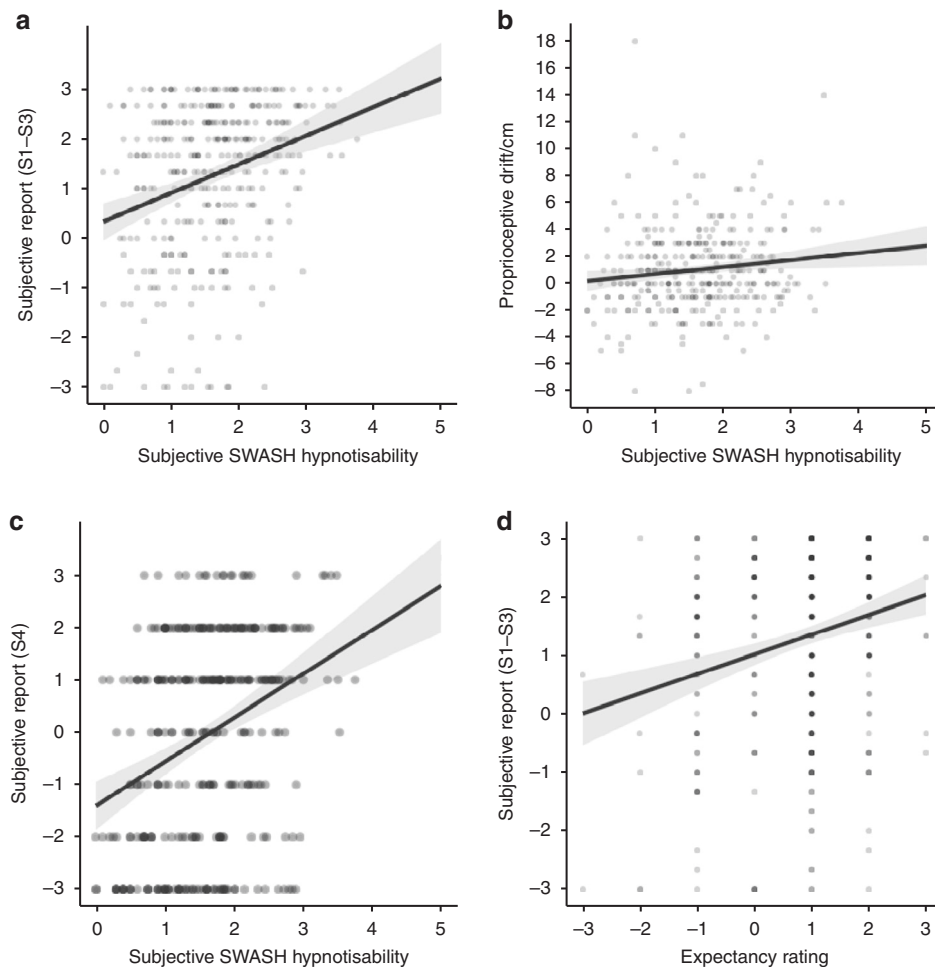 a
Subjective report (S1–S3)
3
2
1
0
–1
–2
–3
0 1 2 3 4 5
Subjective SWASH hypnotisability
b
Proprioceptive drift/cm
18
16
14
12
10
8
6
4
2
0
–2
–4
–6
–8
0 1 2 3 4 5
Subjective SWASH hypnotisability
c
Subjective report (S4)
3
2
1
0
–1
–2
–3
0 1 2 3 4 5
Subjective SWASH hypnotisability
d
Subjective report (S1–S3)
3
2
1
0
–1
–2
–3
–3 –2 –1 0 1 2 3
Expectancy rating